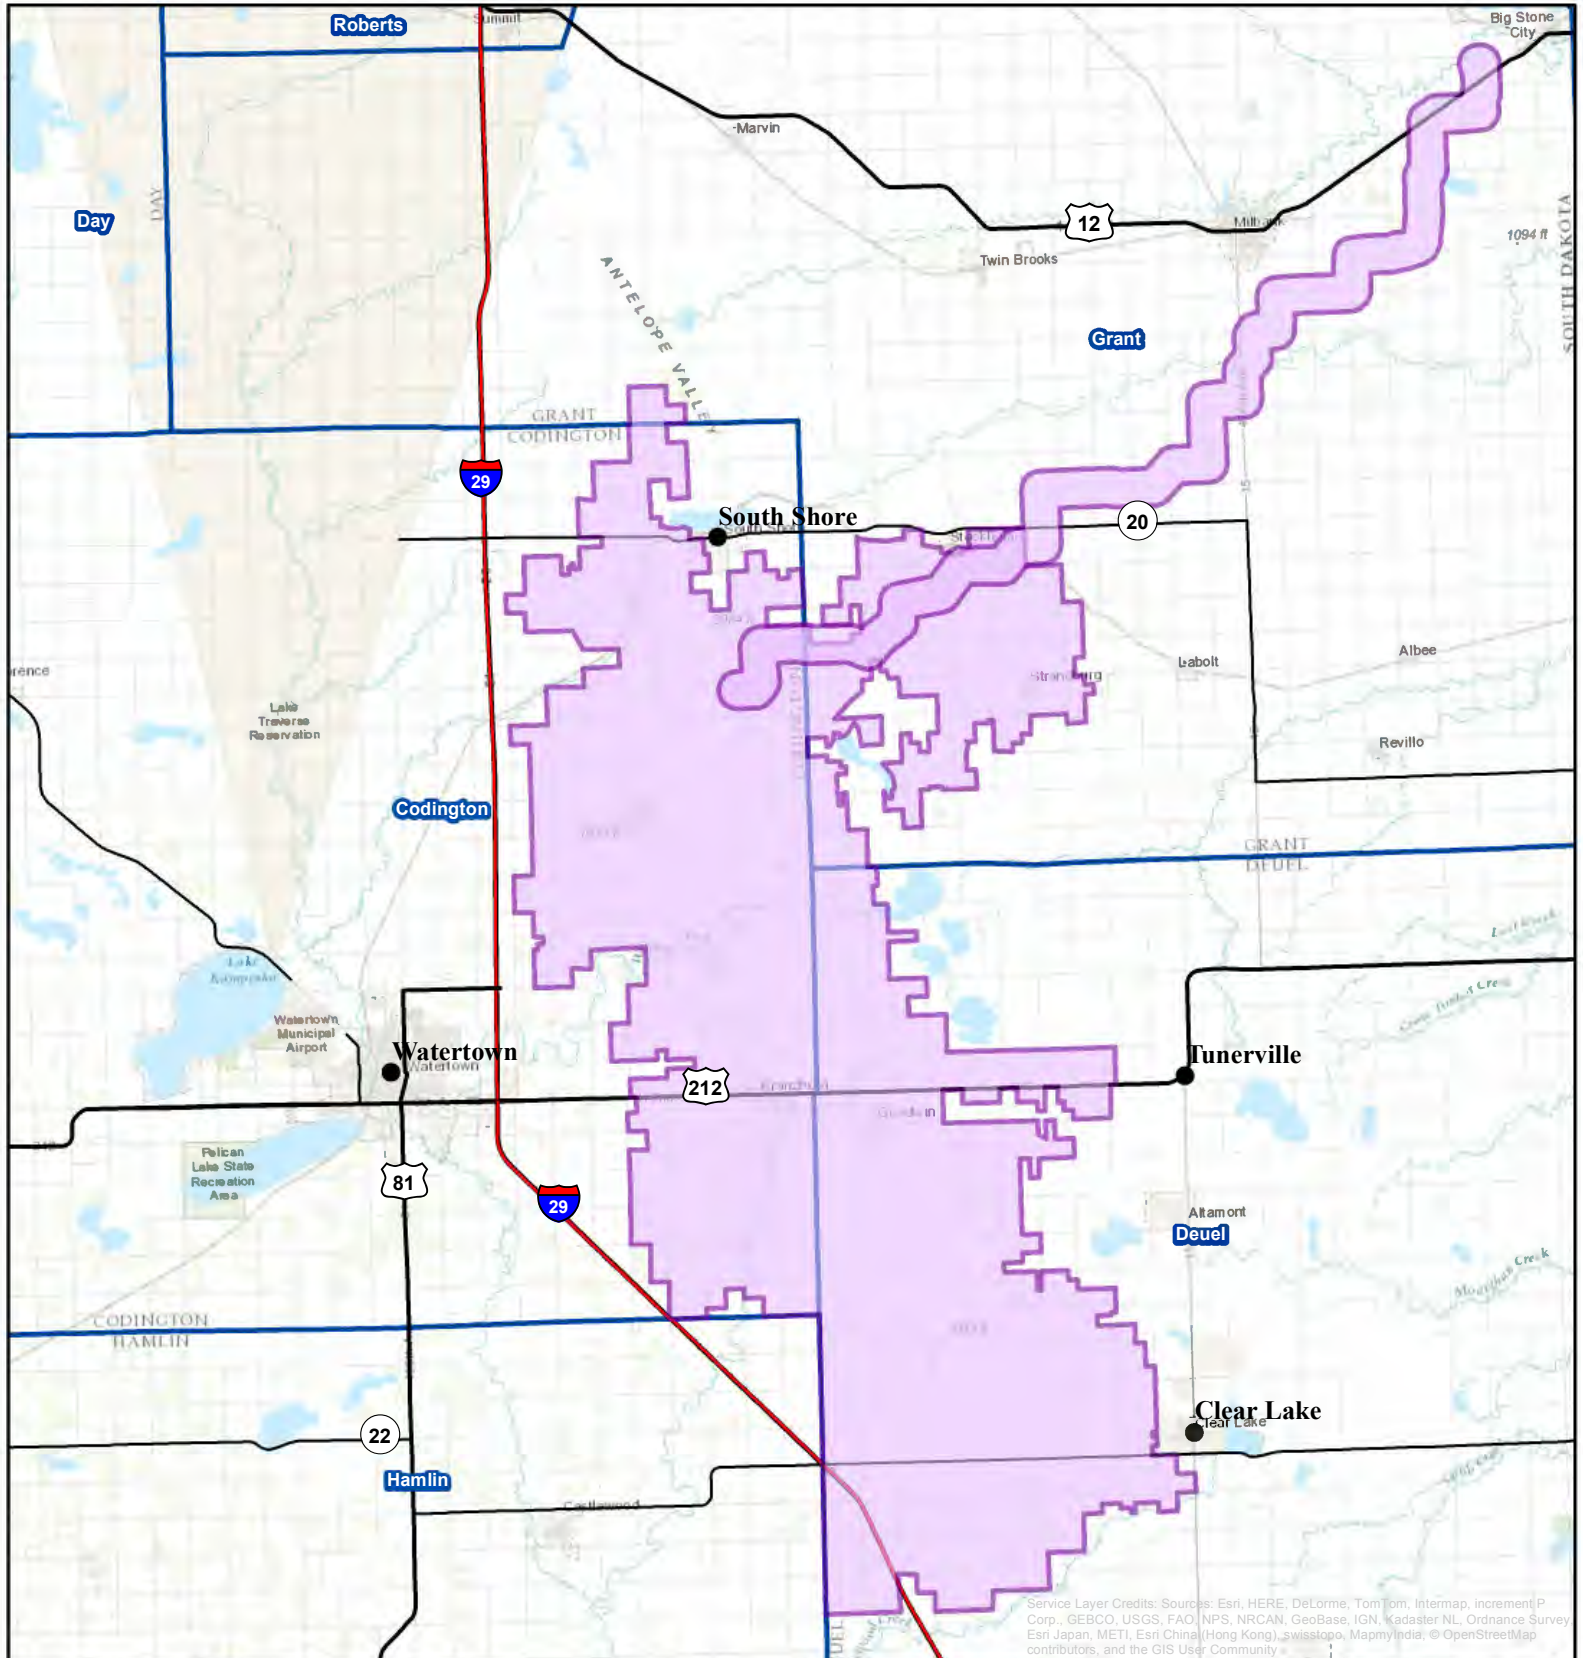 Roberts
Summit
Big Stone
City
Marvin
DAY
Day
12
Milbank
Twin Brooks
1094 ft
SOUTH DAKOTA
ANTELOPE VALLEY
Grant
GRANT
CODINGTON
29
15
South Shore
South Shore
20
Labolt
Albee
Strandburg
Lake
Traverse
Reservation
Revillo
Codington
GRANT
DEUEL
Lake
Kampeska
Watertown
Municipal
Airport
Watertown
Watertown
Tunerville
212
Goodwin
Pelican
Lake State
Recreation
Area
81
29
Altamont
Deuel
CODINGTON
HAMLIN
Clear Lake
Clear Lake
22
Hamlin
Castlewood
Service Layer Credits: Sources: Esri, HERE, DeLorme, TomTom, Intermap, increment P
Corp., GEBCO, USGS, FAO, NPS, NRCAN, GeoBase, IGN, Kadaster NL, Ordnance Survey,
Esri Japan, METI, Esri China (Hong Kong), swisstopo, MapmyIndia, © OpenStreetMap
contributors, and the GIS User Community